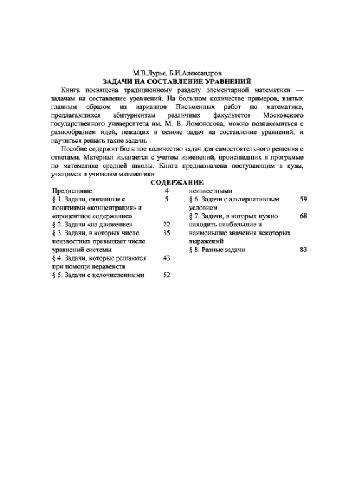 М.В.Лурье, Б.И.Александров
ЗАДАЧИ НА СОСТАВЛЕНИЕ УРАВНЕНИЙ
Книга посвящена традиционному разделу элементарной математики —
задачам на составление уравнений. На большом количестве примеров, взятых
главным образом из вариантов Письменных работ по математике,
предлагавшихся абитуриентам различных факультетов Московского
государственного университета им. М. В. Ломоносова, можно познакомиться с
разнообразием идей, лежащих в основе задач на составление уравнений, и
научиться решать такие задачи.
Пособие содержит большое количество задач для самостоятельного решения с
ответами. Материал излагается с учетом изменений, происшедших в программе
по математике средней школы. Книга предназначена поступающим в вузы,
учащимся и учителям математики
СОДЕРЖАНИЕ
Предисловие 4
§ 1. Задачи, связанные с 5
понятиями «концентрация» и
«процентное содержание»
§ 2. Задачи «на движение» 22
§ 3. Задачи, в которых число 35
неизвестных превышает число
уравнений системы
§ 4. Задачи, которые решаются 43
при помощи неравенств
§ 5. Задачи с целочисленными 52
неизвестными
§ 6. Задачи с альтернативным 59
условием
§ 7. Задачи, в которых нужно 68
находить наибольшие и
наименьшие значения некоторых
выражений
§ 8. Разные задачи 83